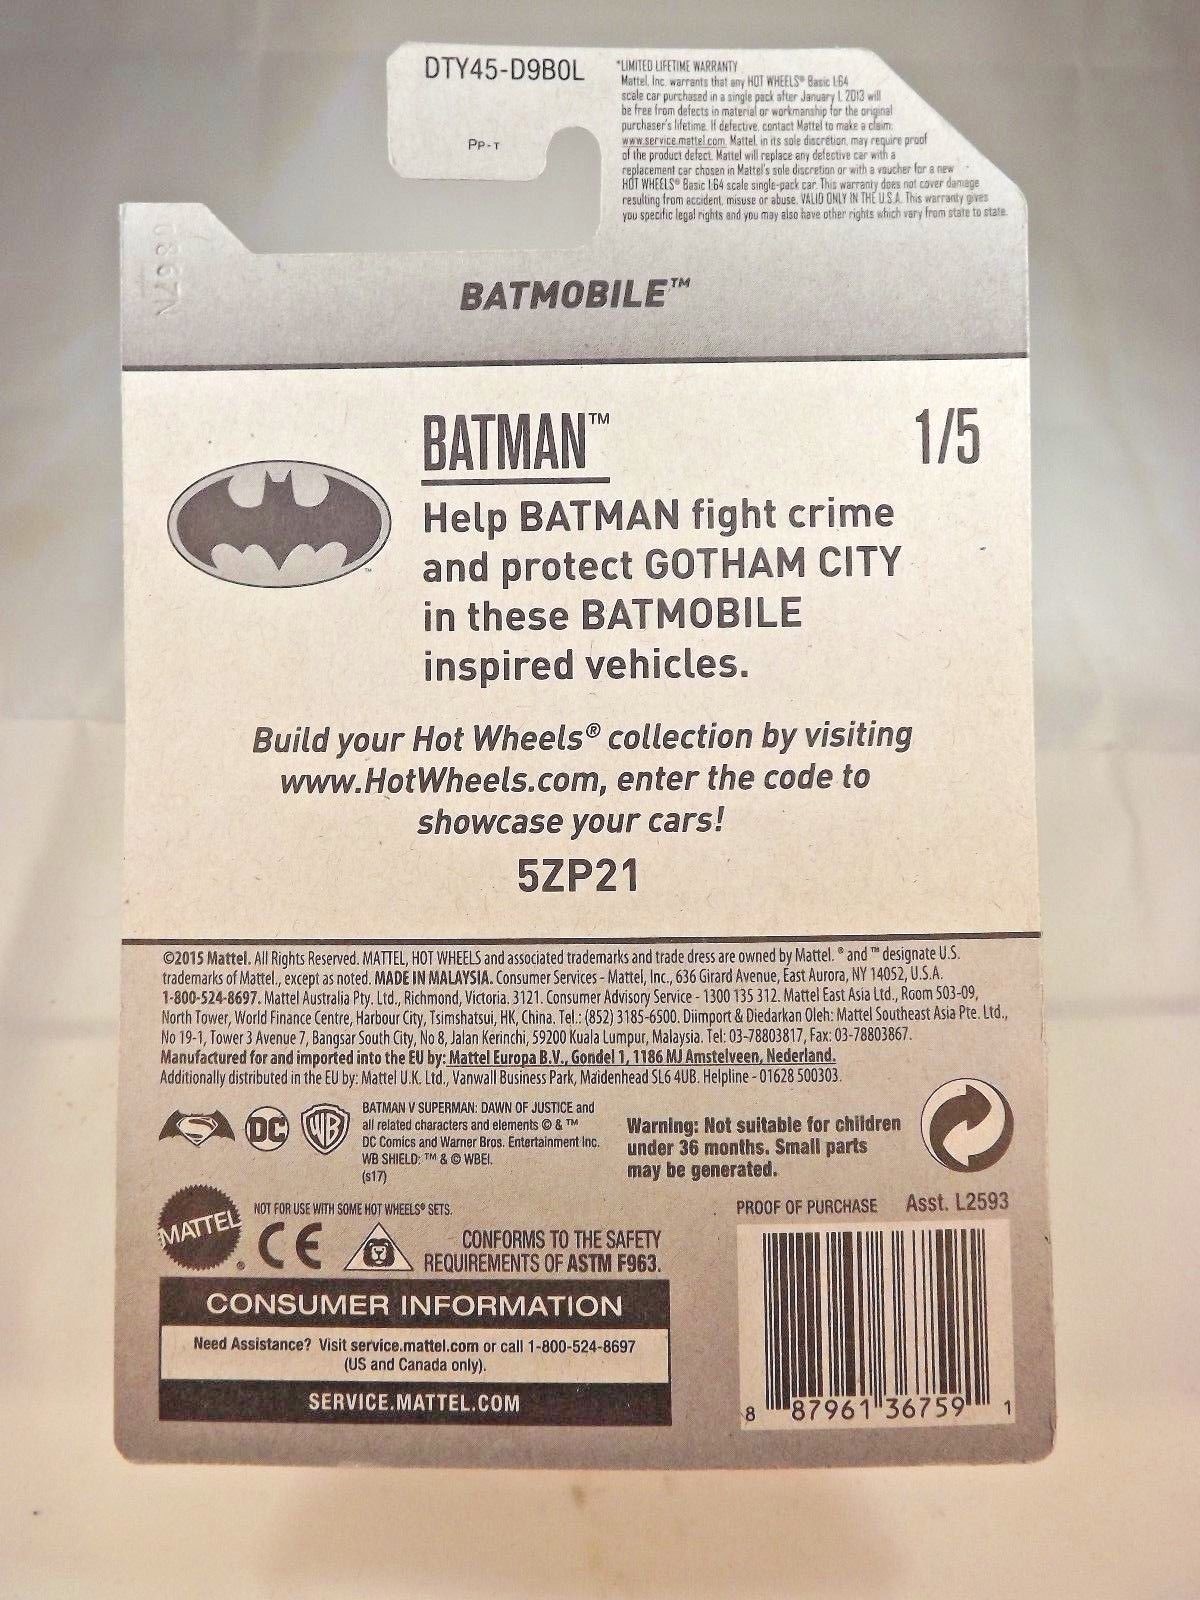 DTY45-D9B0L
PP-T
*LIMITED LIFETIME WARRANTY
Mattel, Inc. warrants that any HOT WHEELS® Basic 1:64
scale car purchased in a single pack after January 1, 2013 will
be free from defects in material or workmanship for the original
purchaser's lifetime. If defective, contact Mattel to make a claim:
www.service.mattel.com. Mattel, in its sole discretion, may require proof
of the product defect. Mattel will replace any defective car with a
replacement car chosen in Mattel's sole discretion or with a voucher for a new
HOT WHEELS® Basic 1:64 scale single-pack car. This warranty does not cover damage
resulting from accident, misuse or abuse. VALID ONLY IN THE U.S.A. This warranty gives
you specific legal rights and you may also have other rights which vary from state to state.
BATMOBILE™
BATMAN™ 1/5
Help BATMAN fight crime
and protect GOTHAM CITY
in these BATMOBILE
inspired vehicles.
™
Build your Hot Wheels® collection by visiting
www.HotWheels.com, enter the code to
showcase your cars!
5ZP21
©2015 Mattel. All Rights Reserved. MATTEL, HOT WHEELS and associated trademarks and trade dress are owned by Mattel. ® and ™ designate U.S.
trademarks of Mattel., except as noted. MADE IN MALAYSIA. Consumer Services - Mattel, Inc., 636 Girard Avenue, East Aurora, NY 14052, U.S.A.
1-800-524-8697. Mattel Australia Pty. Ltd., Richmond, Victoria. 3121. Consumer Advisory Service - 1300 135 312. Mattel East Asia Ltd., Room 503-09,
North Tower, World Finance Centre, Harbour City, Tsimshatsui, HK, China. Tel.: (852) 3185-6500. Diimport & Diedarkan Oleh: Mattel Southeast Asia Pte. Ltd.,
No 19-1, Tower 3 Avenue 7, Bangsar South City, No 8, Jalan Kerinchi, 59200 Kuala Lumpur, Malaysia. Tel: 03-78803817, Fax: 03-78803867.
Manufactured for and imported into the EU by: Mattel Europa B.V., Gondel 1, 1186 MJ Amstelveen, Nederland.
Additionally distributed in the EU by: Mattel U.K. Ltd., Vanwall Business Park, Maidenhead SL6 4UB. Helpline - 01628 500303.
DC
WB
BATMAN V SUPERMAN: DAWN OF JUSTICE and
all related characters and elements © & ™
DC Comics and Warner Bros. Entertainment Inc.
WB SHIELD: ™ & © WBEI.
(s17)
Warning: Not suitable for children
under 36 months. Small parts
may be generated.
MATTEL®
NOT FOR USE WITH SOME HOT WHEELS® SETS.
CE
CONFORMS TO THE SAFETY
REQUIREMENTS OF ASTM F963.
CONSUMER INFORMATION
Need Assistance? Visit service.mattel.com or call 1-800-524-8697
(US and Canada only).
SERVICE.MATTEL.COM
PROOF OF PURCHASE Asst. L2593
8 87961 36759 1